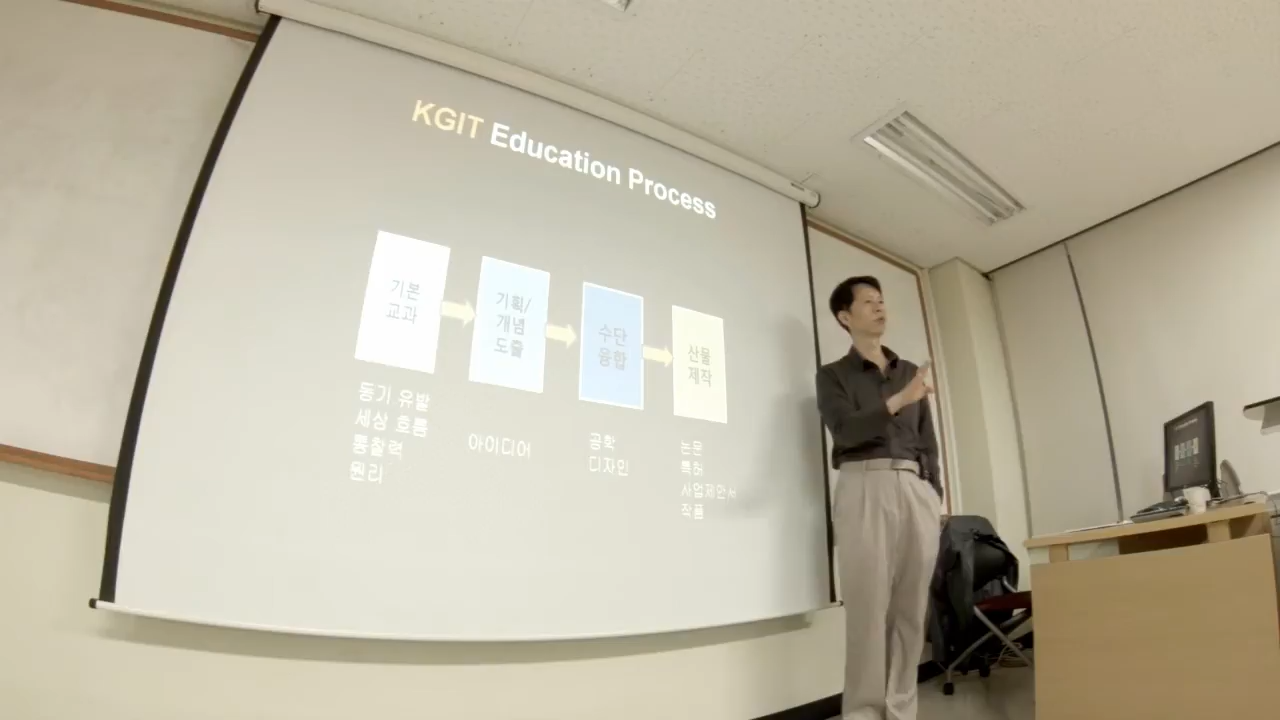 KGIT Education Process
기본
교과
기획/
개념
도출
수단
융합
산물
제작
동기 유발
세상 흐름
통찰력
원리
아이디어
공학
디자인
논문
특허
사업제안서
작품